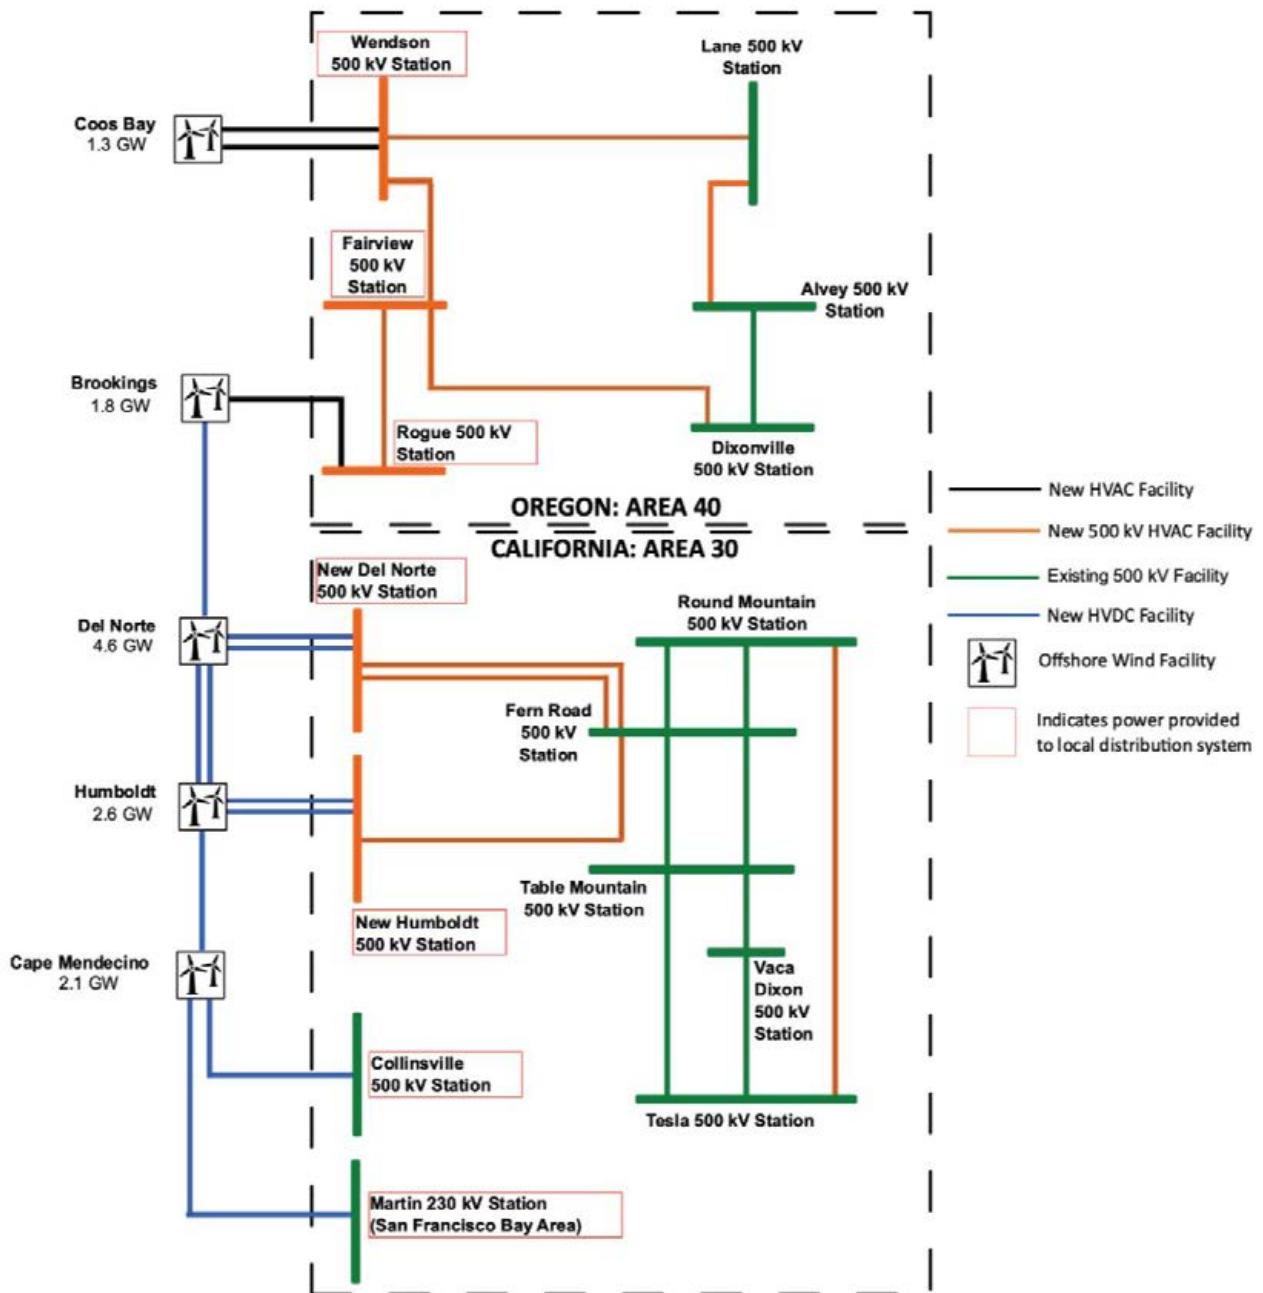 Wendson
500 kV Station
Lane 500 kV
Station
Coos Bay
1.3 GW
Fairview
500 kV
Station
Alvey 500 kV
Station
Brookings
1.8 GW
Rogue 500 kV
Station
Dixonville
500 kV Station
OREGON: AREA 40
CALIFORNIA: AREA 30
New HVAC Facility
New 500 kV HVAC Facility
Existing 500 kV Facility
New HVDC Facility
Offshore Wind Facility
Indicates power provided
to local distribution system
New Del Norte
500 kV Station
Round Mountain
500 kV Station
Del Norte
4.6 GW
Fern Road
500 kV
Station
Humboldt
2.6 GW
Table Mountain
500 kV Station
New Humboldt
500 kV Station
Cape Mendecino
2.1 GW
Vaca
Dixon
500 kV
Station
Collinsville
500 kV Station
Tesla 500 kV Station
Martin 230 kV Station
(San Francisco Bay Area)